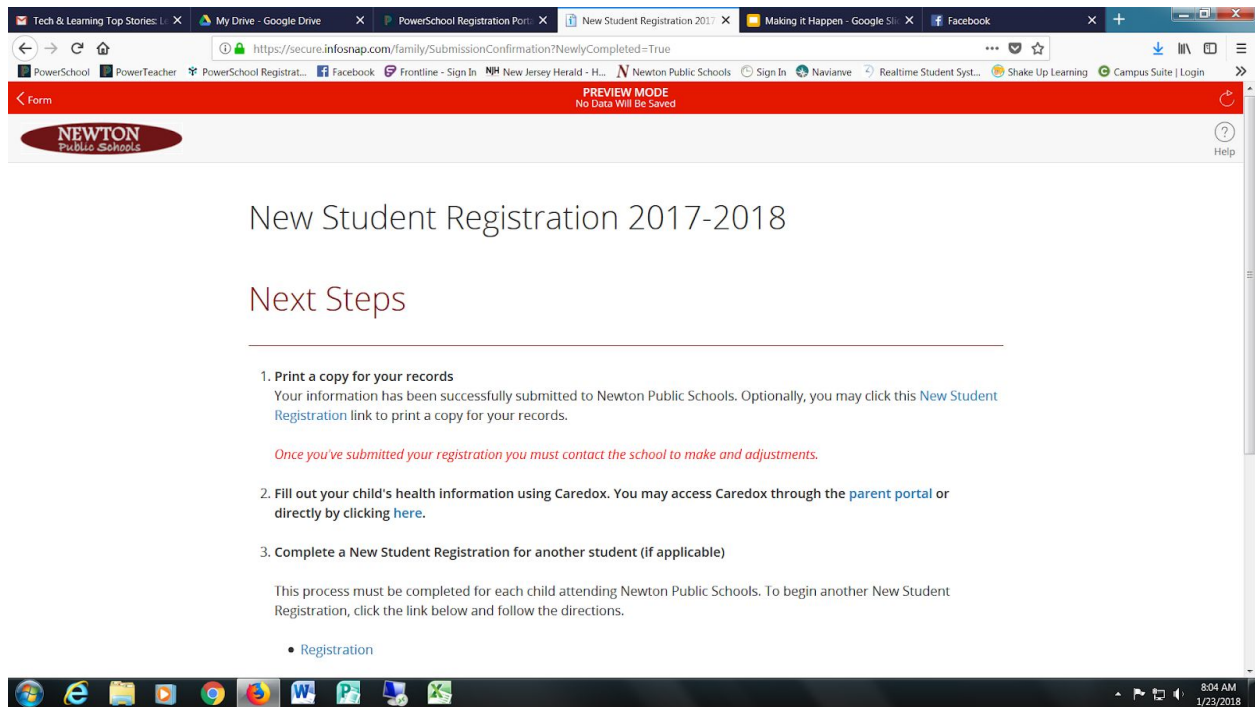 Tech & Learning Top Stories: L
My Drive - Google Drive
PowerSchool Registration Port
New Student Registration 2017
Making it Happen - Google Slid
Facebook
https://secure.infosnap.com/family/SubmissionConfirmation?NewlyCompleted=True
PowerSchool PowerTeacher PowerSchool Registrat... Facebook Frontline - Sign In NJH New Jersey Herald - H... N Newton Public Schools Sign In Navianve Realtime Student Syst... Shake Up Learning Campus Suite | Login
Form
PREVIEW MODE
No Data Will Be Saved
NEWTON
Public Schools
Help
New Student Registration 2017-2018
Next Steps
1. Print a copy for your records
Your information has been successfully submitted to Newton Public Schools. Optionally, you may click this New Student
Registration link to print a copy for your records.
Once you've submitted your registration you must contact the school to make and adjustments.
2. Fill out your child's health information using Caredox. You may access Caredox through the parent portal or
directly by clicking here.
3. Complete a New Student Registration for another student (if applicable)
This process must be completed for each child attending Newton Public Schools. To begin another New Student
Registration, click the link below and follow the directions.
• Registration
8:04 AM
1/23/2018